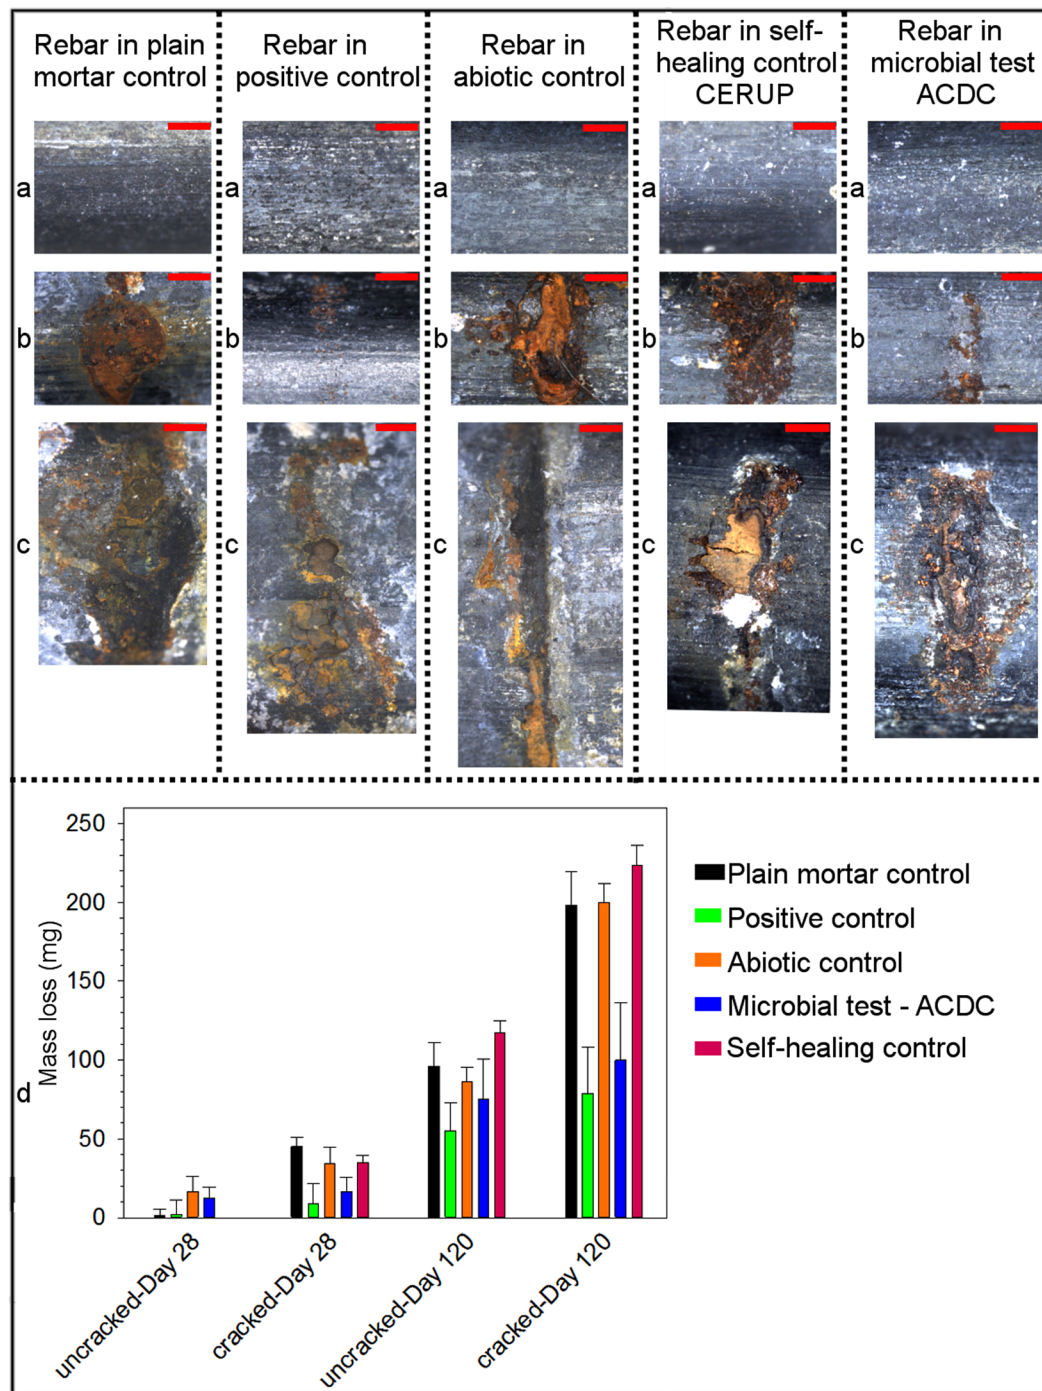 Rebar in plain
mortar control
Rebar in
positive control
Rebar in
abiotic control
Rebar in self-
healing control
CERUP
Rebar in
microbial test
ACDC
a
a
a
a
a
b
b
b
b
b
c
c
c
c
c
d
Mass loss (mg)
250
200
150
100
50
0
uncracked-Day 28
cracked-Day 28
uncracked-Day 120
cracked-Day 120
Plain mortar control
Positive control
Abiotic control
Microbial test - ACDC
Self-healing control